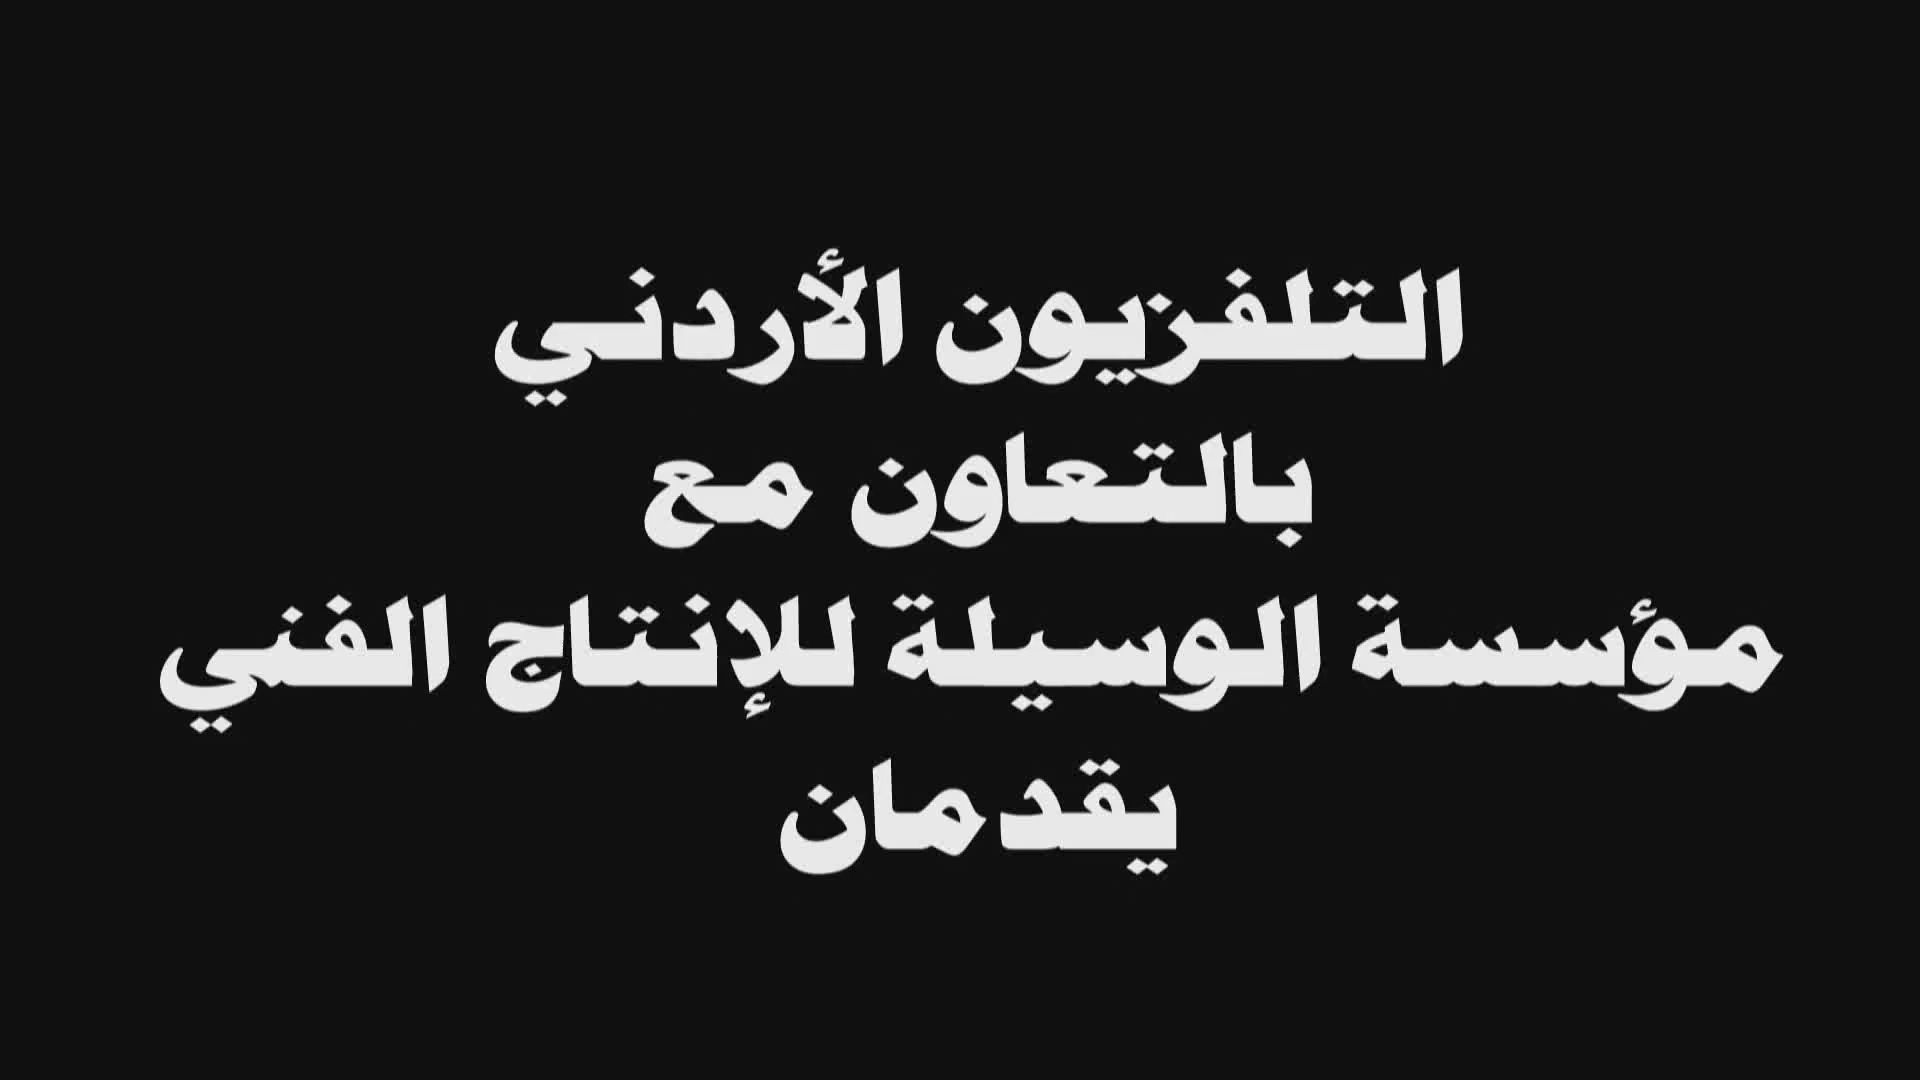 التلفزيون الأردني
بالتعاون مع
مؤسسة الوسيلة للإنتاج الفني
يقدمان